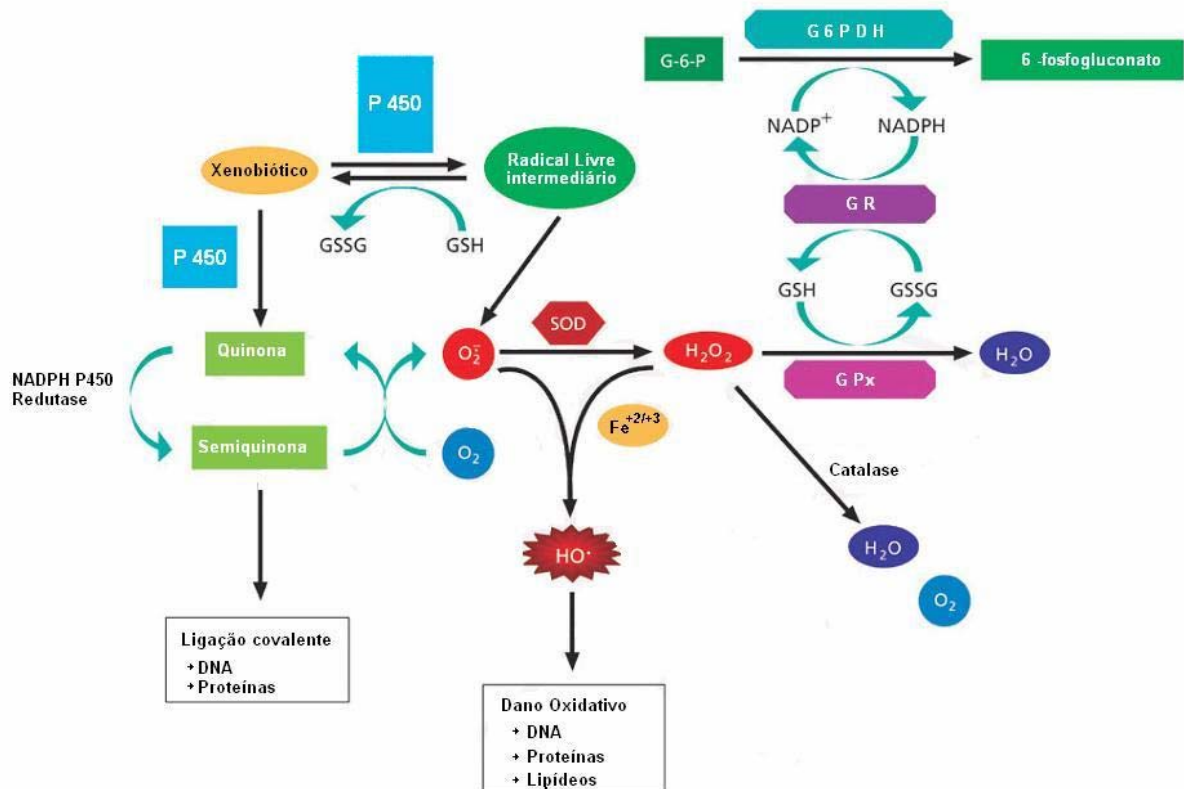 G 6 P D H
G-6-P
6 -fosfogluconato
P 450
NADP⁺
NADPH
Xenobiótico
Radical Livre
intermediário
G R
GSSG
GSH
P 450
GSH
GSSG
SOD
Quinona
O₂⁻
H₂O₂
H₂O
NADPH P450
Redutase
G Px
Fe⁺²/⁺³
Semiquinona
O₂
Catalase
HO·
H₂O
O₂
Ligação covalente
→ DNA
→ Proteínas
Dano Oxidativo
→ DNA
→ Proteínas
→ Lipídeos